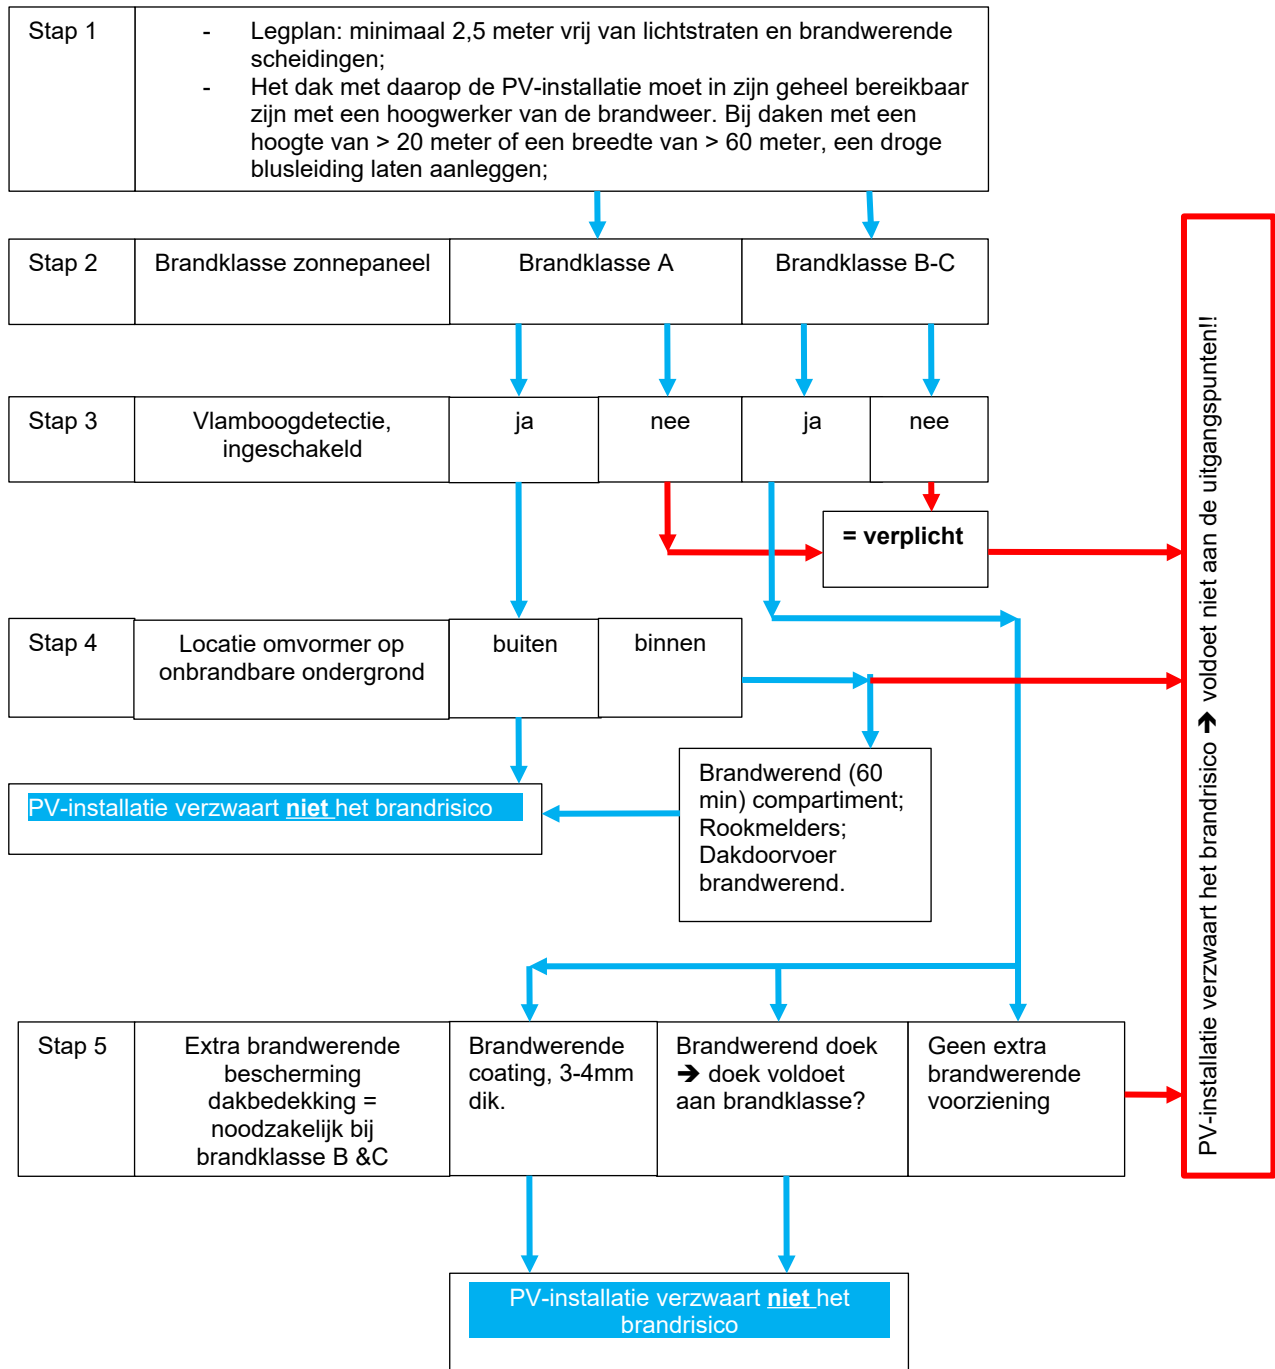 Stap 1
- Legplan: minimaal 2,5 meter vrij van lichtstraten en brandwerende
scheidingen;
- Het dak met daarop de PV-installatie moet in zijn geheel bereikbaar
zijn met een hoogwerker van de brandweer. Bij daken met een
hoogte van > 20 meter of een breedte van > 60 meter, een droge
blusleiding laten aanleggen;
Stap 2
Brandklasse zonnepaneel
Brandklasse A
Brandklasse B-C
Stap 3
Vlamboogdetectie,
ingeschakeld
ja
nee
ja
nee
= verplicht
Stap 4
Locatie omvormer op
onbrandbare ondergrond
buiten
binnen
PV-installatie verzwaart niet het brandrisico
Brandwerend (60
min) compartiment;
Rookmelders;
Dakdoorvoer
brandwerend.
Stap 5
Extra brandwerende
bescherming
dakbedekking =
noodzakelijk bij
brandklasse B &C
Brandwerende
coating, 3-4mm
dik.
Brandwerend doek
➔ doek voldoet
aan brandklasse?
Geen extra
brandwerende
voorziening
PV-installatie verzwaart niet het
brandrisico
PV-installatie verzwaart het brandrisico ➔ voldoet niet aan de uitgangspunten!!